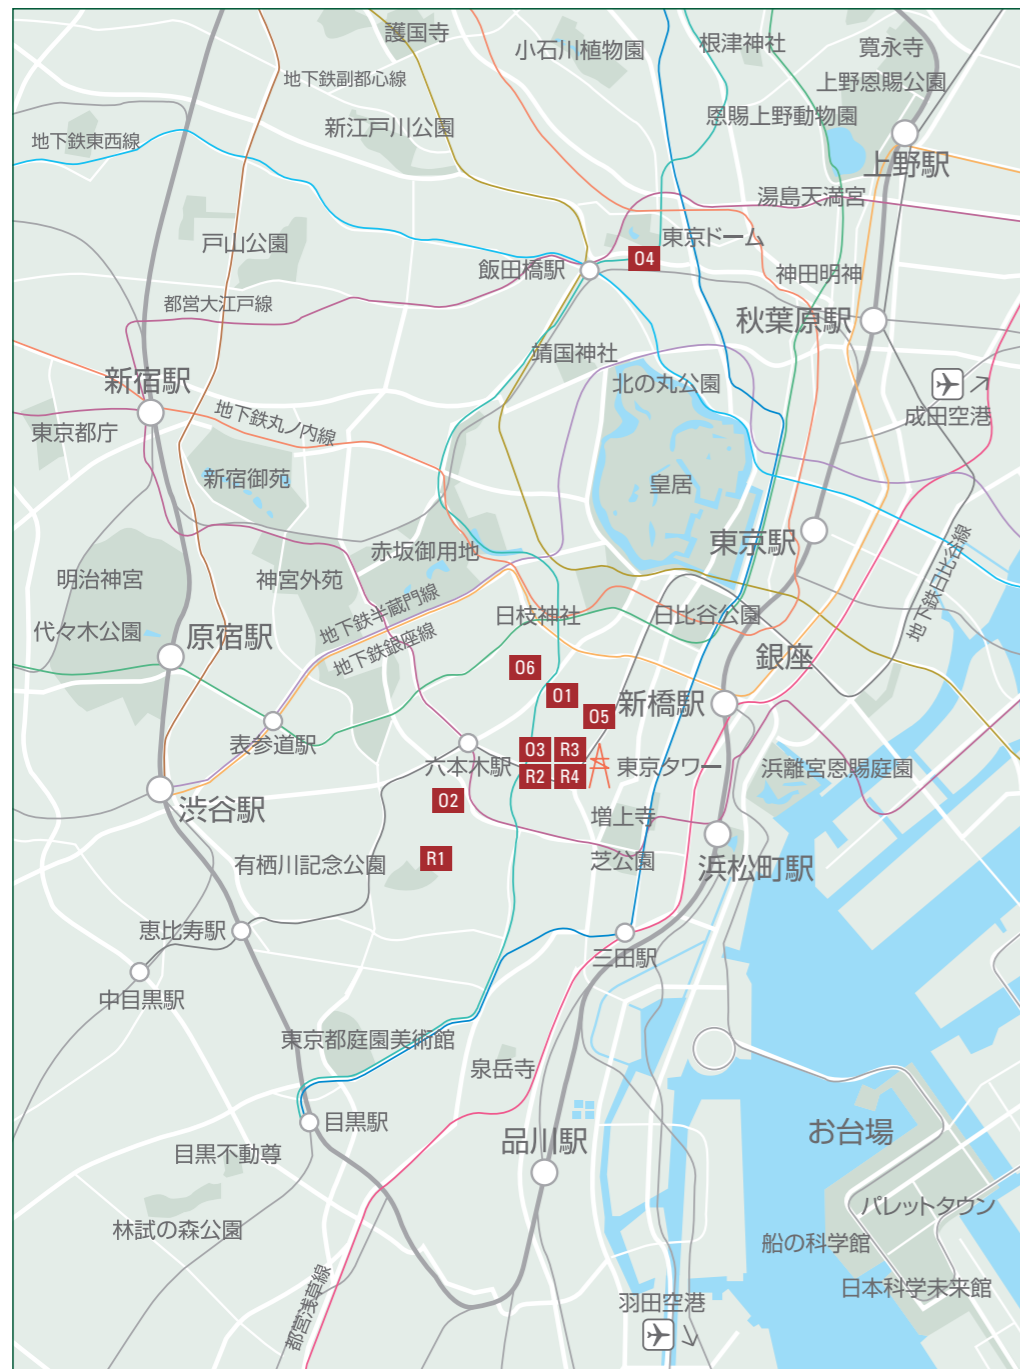 護国寺
小石川植物園
根津神社
寛永寺
地下鉄副都心線
上野恩賜公園
新江戸川公園
恩賜上野動物園
地下鉄東西線
上野駅
湯島天満宮
戸山公園
東京ドーム
O4
飯田橋駅
神田明神
都営大江戸線
秋葉原駅
靖国神社
新宿駅
北の丸公園
成田空港
地下鉄丸ノ内線
東京都庁
新宿御苑
皇居
東京駅
赤坂御用地
明治神宮
神宮外苑
地下鉄日比谷線
地下鉄半蔵門線
日枝神社
日比谷公園
代々木公園
原宿駅
地下鉄銀座線
銀座
O6
O1
新橋駅
O5
表参道駅
O3
R3
六本木駅
R2
R4
東京タワー
浜離宮恩賜庭園
渋谷駅
O2
増上寺
有栖川記念公園
R1
芝公園
浜松町駅
恵比寿駅
三田駅
中目黒駅
東京都庭園美術館
泉岳寺
目黒駅
お台場
品川駅
目黒不動尊
パレットタウン
林試の森公園
船の科学館
日本科学未来館
都営浅草線
羽田空港